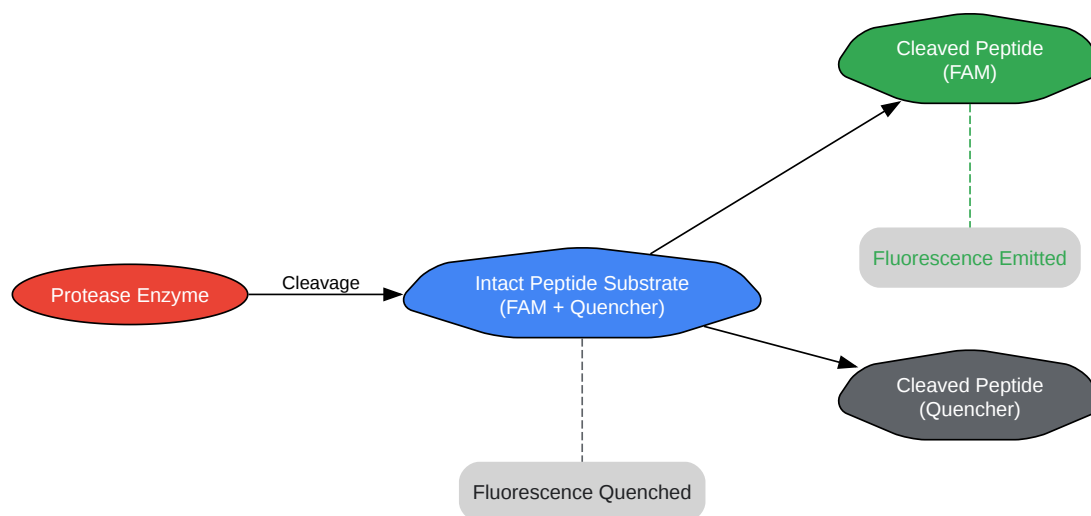 Protease Enzyme
Cleavage
Intact Peptide Substrate
(FAM + Quencher)
Fluorescence Quenched
Cleaved Peptide
(FAM)
Fluorescence Emitted
Cleaved Peptide
(Quencher)